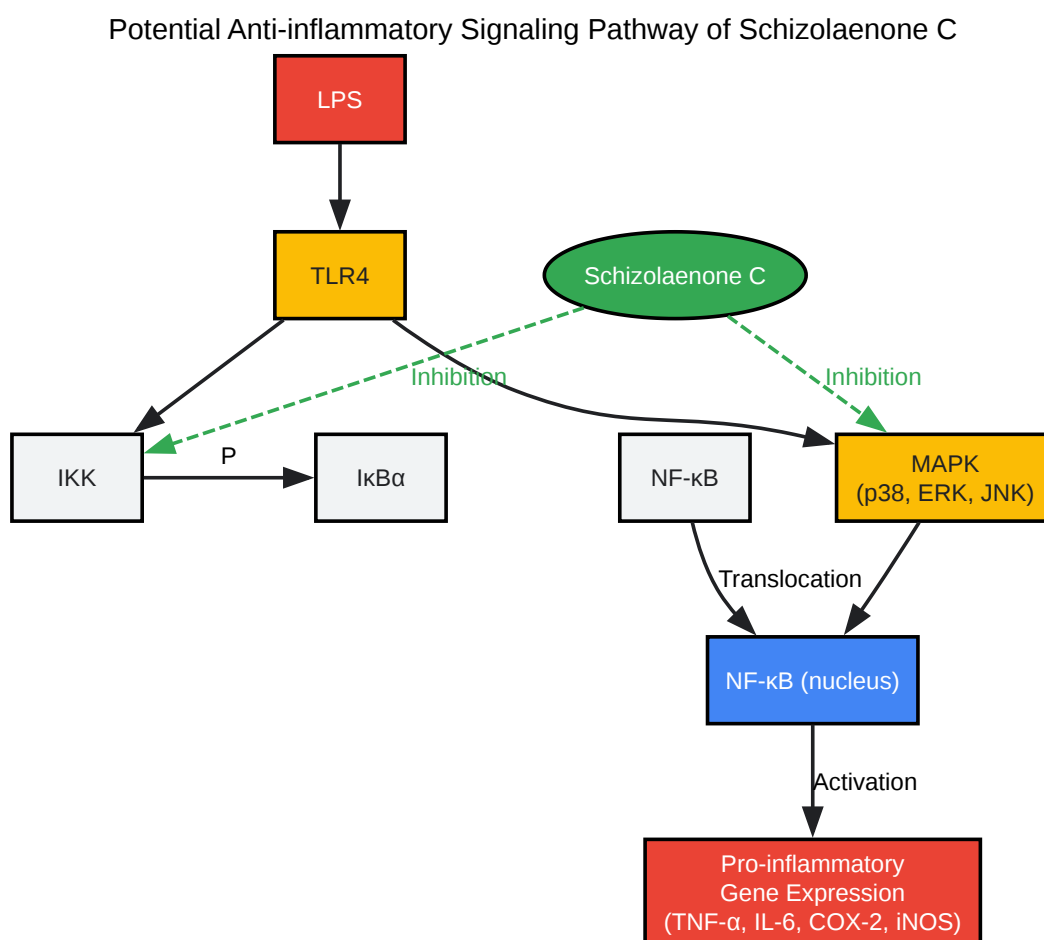 Potential Anti-inflammatory Signaling Pathway of Schizolaenone C
LPS
TLR4
Schizolaenone C
Inhibition
Inhibition
IKK
P
IκBα
NF-κB
MAPK
(p38, ERK, JNK)
Translocation
NF-κB (nucleus)
Activation
Pro-inflammatory
Gene Expression
(TNF-α, IL-6, COX-2, iNOS)